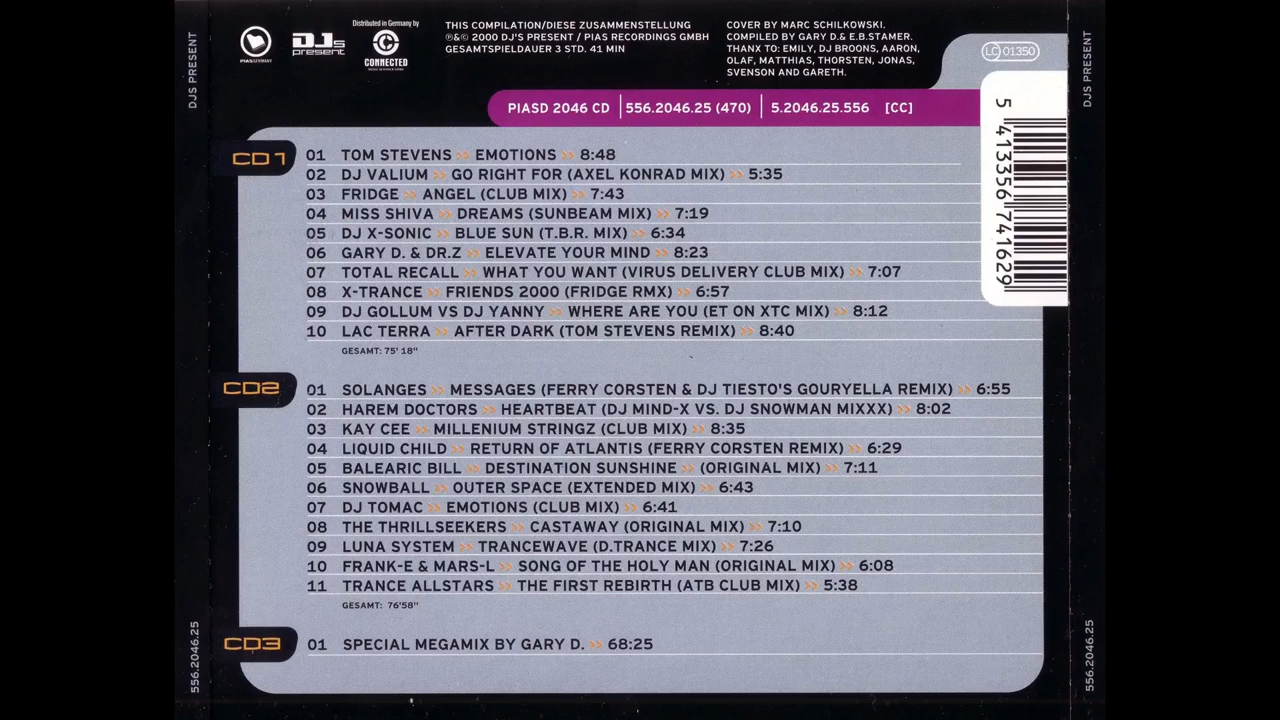 DJS PRESENT
556.2046.25
PIASGERMANY
DJs present
Distributed in Germany by
CONNECTED
THIS COMPILATION/DIESE ZUSAMMENSTELLUNG
℗&© 2000 DJ'S PRESENT / PIAS RECORDINGS GMBH
GESAMTSPIELDAUER 3 STD. 41 MIN
COVER BY MARC SCHILKOWSKI.
COMPILED BY GARY D.& E.B.STAMER.
THANX TO: EMILY, DJ BROONS, AARON,
OLAF, MATTHIAS, THORSTEN, JONAS,
SVENSON AND GARETH.
LC 01350
PIASD 2046 CD | 556.2046.25 (470) | 5.2046.25.556 [CC]
5 413356 741629
CD1
01 TOM STEVENS >> EMOTIONS >> 8:48
02 DJ VALIUM >> GO RIGHT FOR (AXEL KONRAD MIX) >> 5:35
03 FRIDGE >> ANGEL (CLUB MIX) >> 7:43
04 MISS SHIVA >> DREAMS (SUNBEAM MIX) >> 7:19
05 DJ X-SONIC >> BLUE SUN (T.B.R. MIX) >> 6:34
06 GARY D. & DR.Z >> ELEVATE YOUR MIND >> 8:23
07 TOTAL RECALL >> WHAT YOU WANT (VIRUS DELIVERY CLUB MIX) >> 7:07
08 X-TRANCE >> FRIENDS 2000 (FRIDGE RMX) >> 6:57
09 DJ GOLLUM VS DJ YANNY >> WHERE ARE YOU (ET ON XTC MIX) >> 8:12
10 LAC TERRA >> AFTER DARK (TOM STEVENS REMIX) >> 8:40
GESAMT: 75' 18"
CD2
01 SOLANGES >> MESSAGES (FERRY CORSTEN & DJ TIESTO'S GOURYELLA REMIX) >> 6:55
02 HAREM DOCTORS >> HEARTBEAT (DJ MIND-X VS. DJ SNOWMAN MIXXX) >> 8:02
03 KAY CEE >> MILLENIUM STRINGZ (CLUB MIX) >> 8:35
04 LIQUID CHILD >> RETURN OF ATLANTIS (FERRY CORSTEN REMIX) >> 6:29
05 BALEARIC BILL >> DESTINATION SUNSHINE >> (ORIGINAL MIX) >> 7:11
06 SNOWBALL >> OUTER SPACE (EXTENDED MIX) >> 6:43
07 DJ TOMAC >> EMOTIONS (CLUB MIX) >> 6:41
08 THE THRILLSEEKERS >> CASTAWAY (ORIGINAL MIX) >> 7:10
09 LUNA SYSTEM >> TRANCEWAVE (D.TRANCE MIX) >> 7:26
10 FRANK-E & MARS-L >> SONG OF THE HOLY MAN (ORIGINAL MIX) >> 6:08
11 TRANCE ALLSTARS >> THE FIRST REBIRTH (ATB CLUB MIX) >> 5:38
GESAMT: 76'58"
CD3
01 SPECIAL MEGAMIX BY GARY D. >> 68:25
DJS PRESENT
556.2046.25